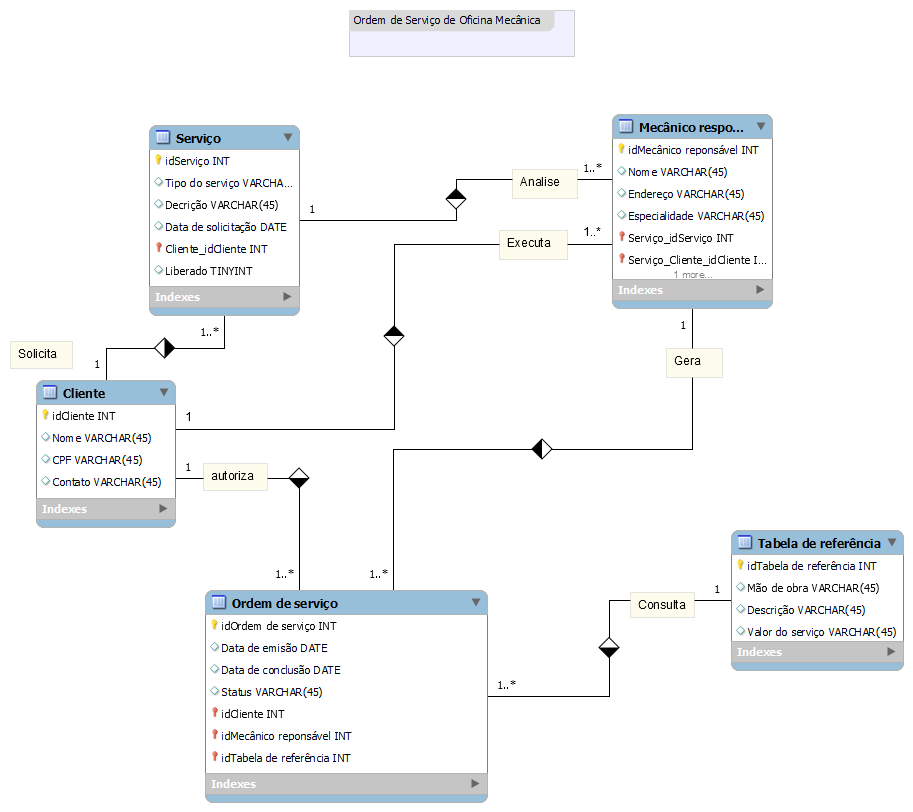 Ordem de Serviço de Oficina Mecânica
Serviço
idServiço INT
Tipo do serviço VARCHA...
Decrição VARCHAR(45)
Data de solicitação DATE
Cliente_idCliente INT
Liberado TINYINT
Indexes
Mecânico respo...
idMecânico reponsável INT
Nome VARCHAR(45)
Endereço VARCHAR(45)
Especialidade VARCHAR(45)
Serviço_idServiço INT
Serviço_Cliente_idCliente I...
1 more...
Indexes
1
Analise
1..*
Executa
1..*
1..*
Solicita
1
1
Gera
Cliente
idCliente INT
Nome VARCHAR(45)
CPF VARCHAR(45)
Contato VARCHAR(45)
Indexes
1
1
autoriza
1..*
1..*
Ordem de serviço
idOrdem de serviço INT
Data de emissão DATE
Data de conclusão DATE
Status VARCHAR(45)
idCliente INT
idMecânico reponsável INT
idTabela de referência INT
Indexes
1..*
Consulta
1
Tabela de referência
idTabela de referência INT
Mão de obra VARCHAR(45)
Descrição VARCHAR(45)
Valor do serviço VARCHAR(45)
Indexes